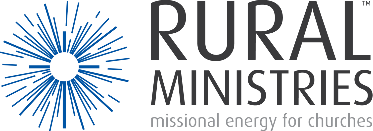 RURAL™
MINISTRIES
missional energy for churches